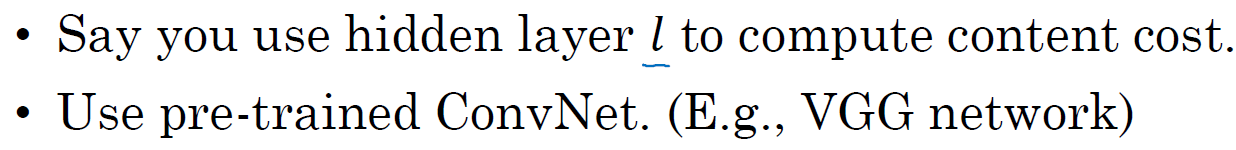 • Say you use hidden layer l to compute content cost.
• Use pre-trained ConvNet. (E.g., VGG network)